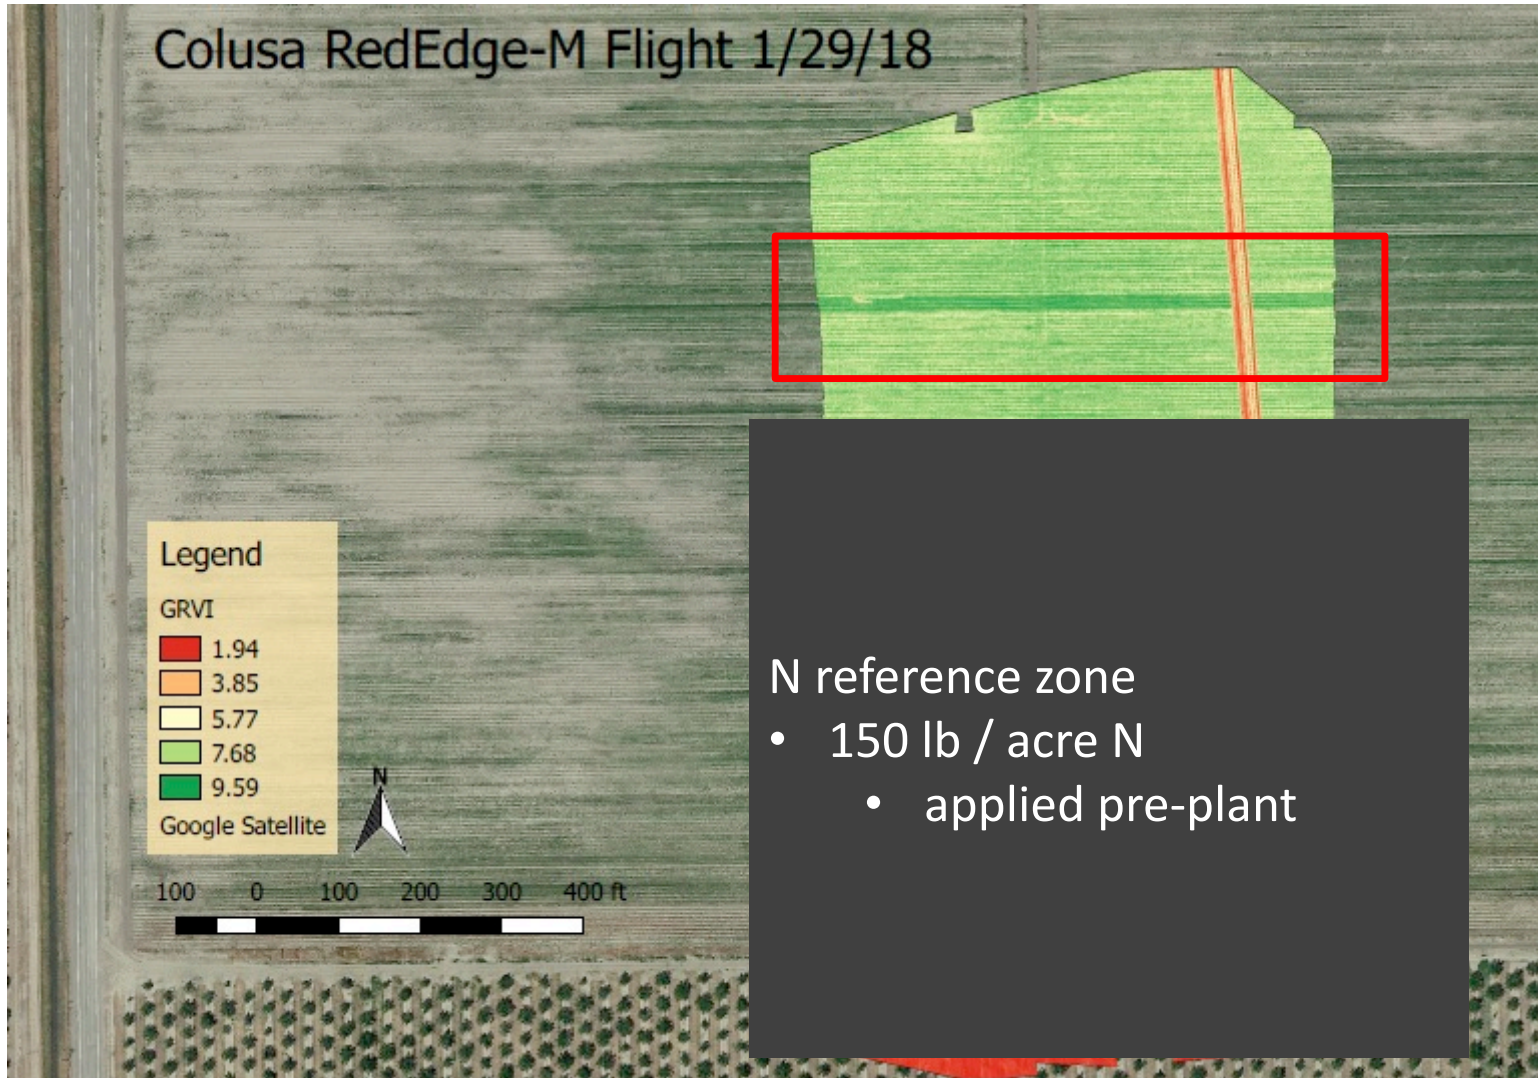 Colusa RedEdge-M Flight 1/29/18
Legend
GRVI
1.94
3.85
5.77
7.68
9.59
Google Satellite
N
100 0 100 200 300 400 ft
N reference zone
• 150 lb / acre N
• applied pre-plant